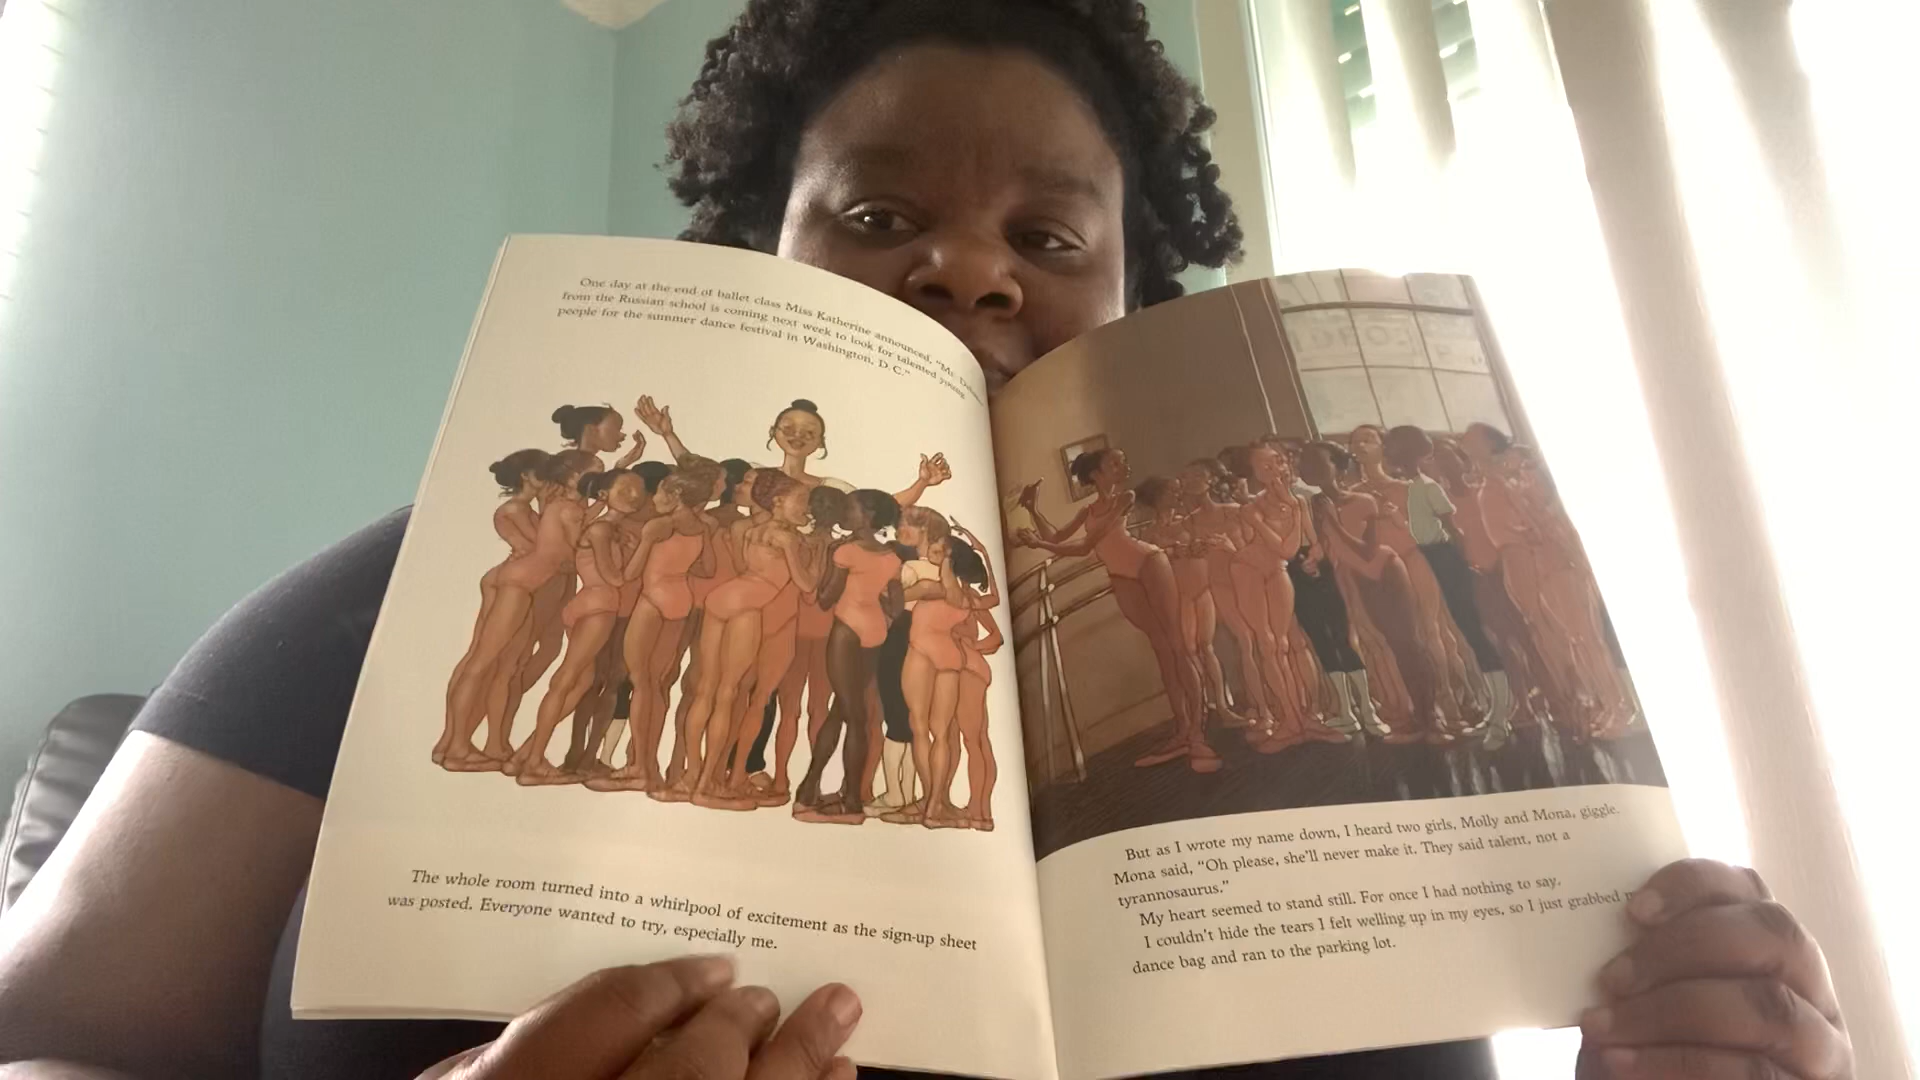 One day at the end of ballet class Miss Katherine announced, "Mr.
from the Russian school is coming next week to look for talented young
people for the summer dance festival in Washington, D.C."
The whole room turned into a whirlpool of excitement as the sign-up sheet
was posted. Everyone wanted to try, especially me.
But as I wrote my name down, I heard two girls, Molly and Mona, giggle.
Mona said, "Oh please, she'll never make it. They said talent, not a
tyrannosaurus."
My heart seemed to stand still. For once I had nothing to say.
I couldn't hide the tears I felt welling up in my eyes, so I just grabbed
dance bag and ran to the parking lot.